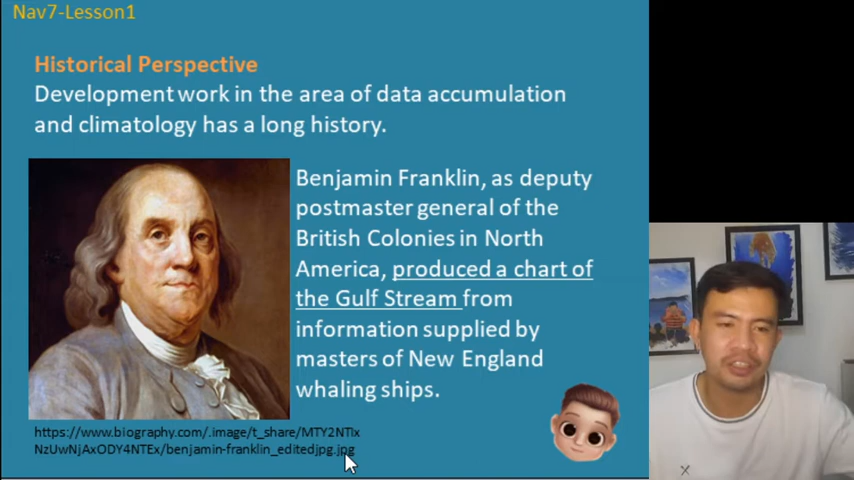 Nav7-Lesson1
Historical Perspective
Development work in the area of data accumulation
and climatology has a long history.
Benjamin Franklin, as deputy
postmaster general of the
British Colonies in North
America, produced a chart of
the Gulf Stream from
information supplied by
masters of New England
whaling ships.
https://www.biography.com/.image/t_share/MTY2NTIx
NzUwNjAxODY4NTEx/benjamin-franklin_editedjpg.jpg